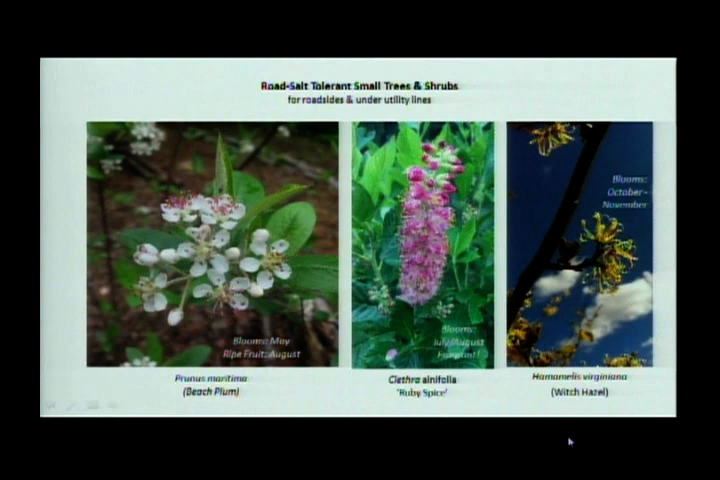 Road-Salt Tolerant Small Trees & Shrubs
for roadsides & under utility lines
Blooms: May
Ripe Fruit: August
Blooms:
July/August
Fragrant!
Blooms:
October-
November
Prunus maritima
(Beach Plum)
Clethra alnifolia
'Ruby Spice'
Hamamelis virginiana
(Witch Hazel)